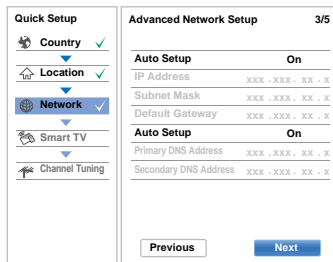 Quick Setup
Country
Location
Network
Smart TV
Channel Tuning
Advanced Network Setup 3/5
Auto Setup On
IP Address xxx . xxx . xx . x
Subnet Mask xxx . xxx . xx . x
Default Gateway xxx . xxx . xx . x
Auto Setup On
Primary DNS Address xxx . xxx . xx . x
Secondary DNS Address xxx . xxx . xx . x
Previous Next